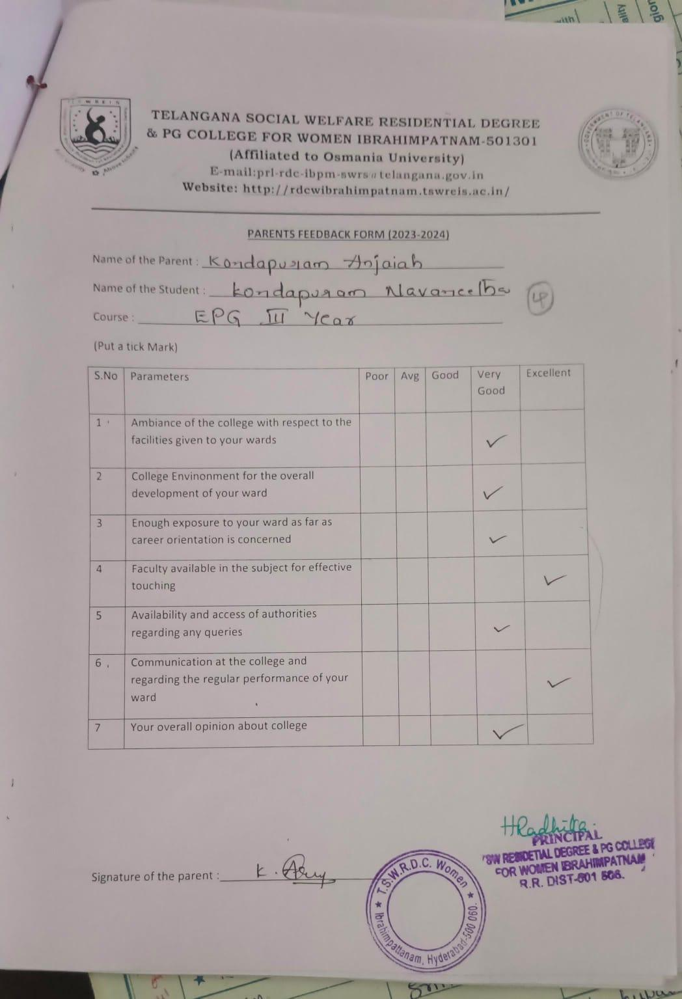 TELANGANA SOCIAL WELFARE RESIDENTIAL DEGREE
& PG COLLEGE FOR WOMEN IBRAHIMPATNAM-501301
(Affiliated to Osmania University)
E-mail:prl-rdc-ibpm-swrs@telangana.gov.in
Website: http://rdcwibrahimpatnam.tswreis.ac.in/
PARENTS FEEDBACK FORM (2023-2024)
Name of the Parent : Kondapuram Anjaiah
Name of the Student : Kondapuram Navaneetha
4
Course : EPG III Year
(Put a tick Mark)
S.No Parameters Poor Avg Good Very Good Excellent
1 Ambiance of the college with respect to the
facilities given to your wards ✓
2 College Envinonment for the overall
development of your ward ✓
3 Enough exposure to your ward as far as
career orientation is concerned ✓
4 Faculty available in the subject for effective
touching ✓
5 Availability and access of authorities
regarding any queries ✓
6 Communication at the college and
regarding the regular performance of your
ward ✓
7 Your overall opinion about college ✓
HRadhika
PRINCIPAL
TSW RESIDETIAL DEGREE & PG COLLEGE
FOR WOMEN IBRAHIMPATNAM
R.R. DIST-501 506.
Signature of the parent : K.
T.S.W.R.D.C. Women
Ibrahimpattanam, Hyderabad-500 060.